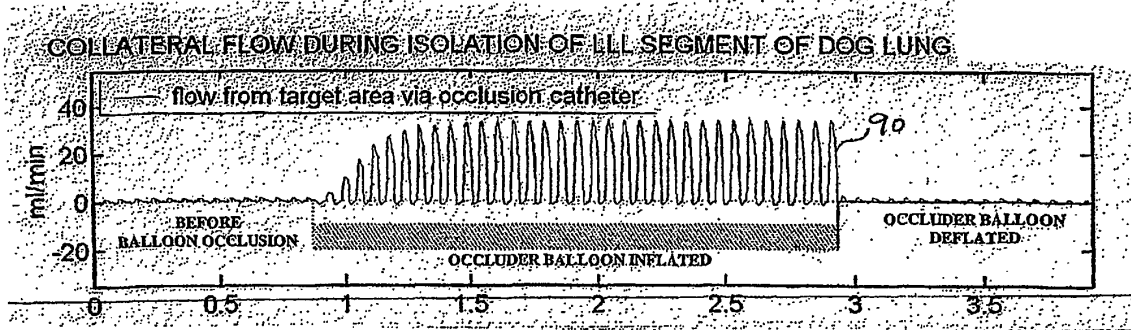 COLLATERAL FLOW DURING ISOLATION OF LLL SEGMENT OF DOG LUNG
flow from target area via occlusion catheter
90
40
20
0
-20
ml/min
BEFORE
BALLOON OCCLUSION
OCCLUDER BALLOON INFLATED
OCCLUDER BALLOON
DEFLATED
0 0.5 1 1.5 2 2.5 3 3.5